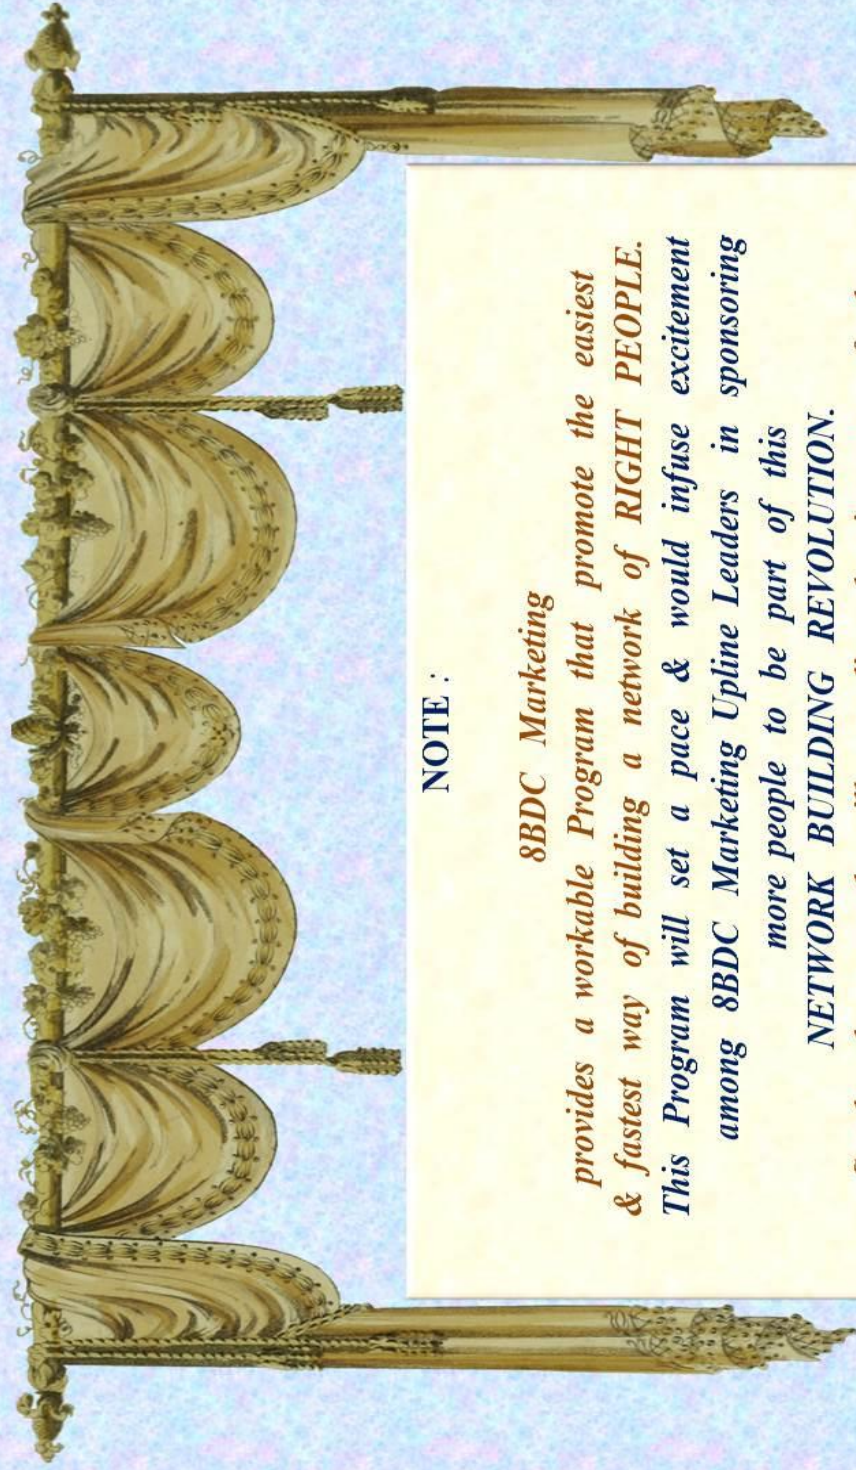 NOTE :
8BDC Marketing
provides a workable Program that promote the easiest
& fastest way of building a network of RIGHT PEOPLE.
This Program will set a pace & would infuse excitement
among 8BDC Marketing Upline Leaders in sponsoring
more people to be part of this
NETWORK BUILDING REVOLUTION.